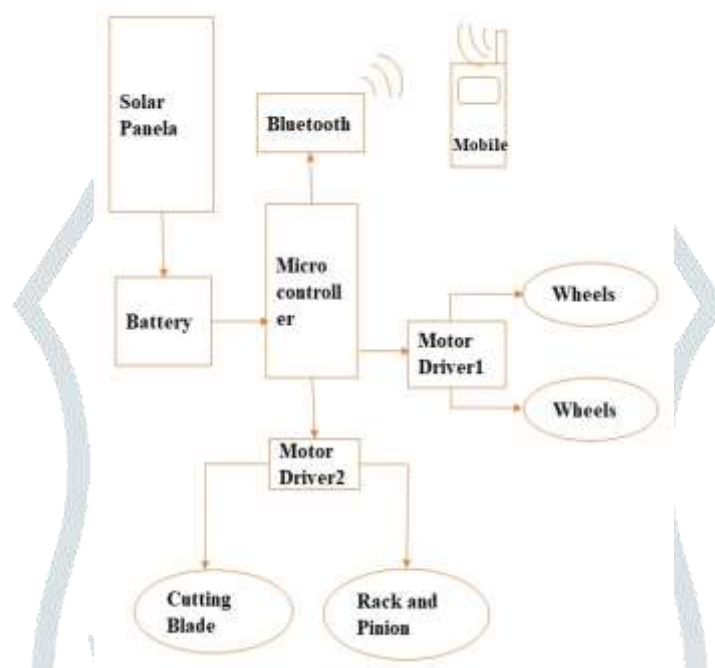 Solar
Panela
Bluetooth
Mobile
Micro
controll
er
Battery
Wheels
Motor
Driver1
Wheels
Motor
Driver2
Cutting
Blade
Rack and
Pinion